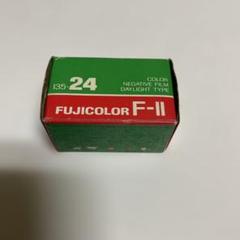 135-24
COLOR
NEGATIVE FILM
DAYLIGHT TYPE
FUJICOLOR F-II